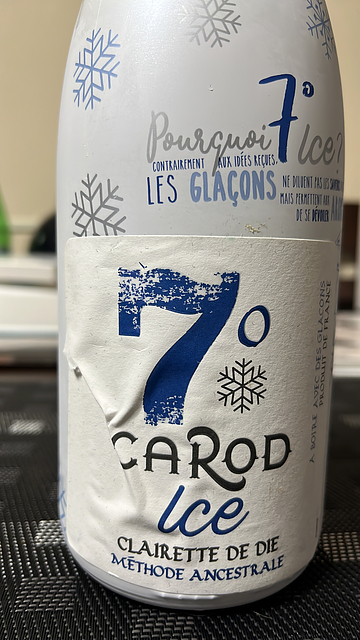 Pourquoi 7° Ice?
CONTRAIREMENT AUX IDÉES REÇUES,
LES GLAÇONS
NE DILUENT PAS LES
MAIS PERMETTENT AUX
DE SE DÉVOILER
7°
CAROD
Ice
CLAIRETTE DE DIE
MÉTHODE ANCESTRALE
À BOIRE AVEC DES GLAÇONS
PRODUIT DE FRANCE